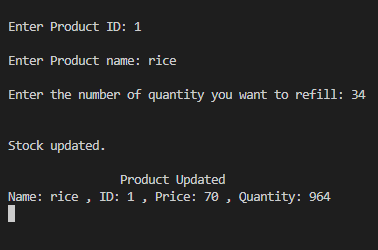 Enter Product ID: 1
Enter Product name: rice
Enter the number of quantity you want to refill: 34
Stock updated.
Product Updated
Name: rice , ID: 1 , Price: 70 , Quantity: 964